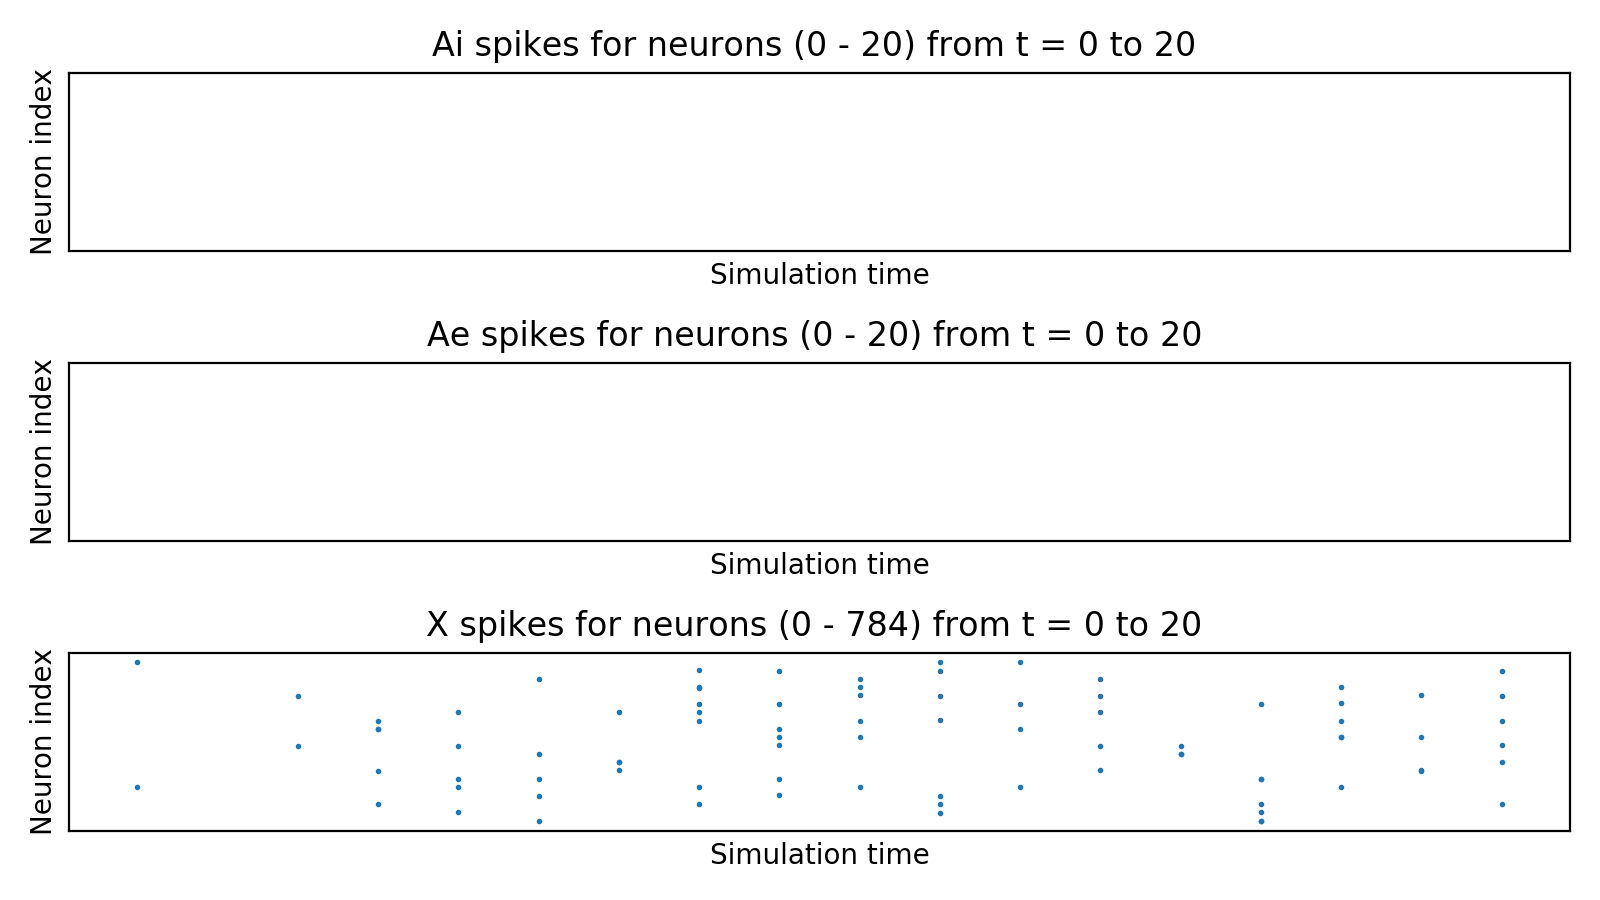 Ai spikes for neurons (0 - 20) from t = 0 to 20
Neuron index
Simulation time
Ae spikes for neurons (0 - 20) from t = 0 to 20
Neuron index
Simulation time
X spikes for neurons (0 - 784) from t = 0 to 20
Neuron index
Simulation time